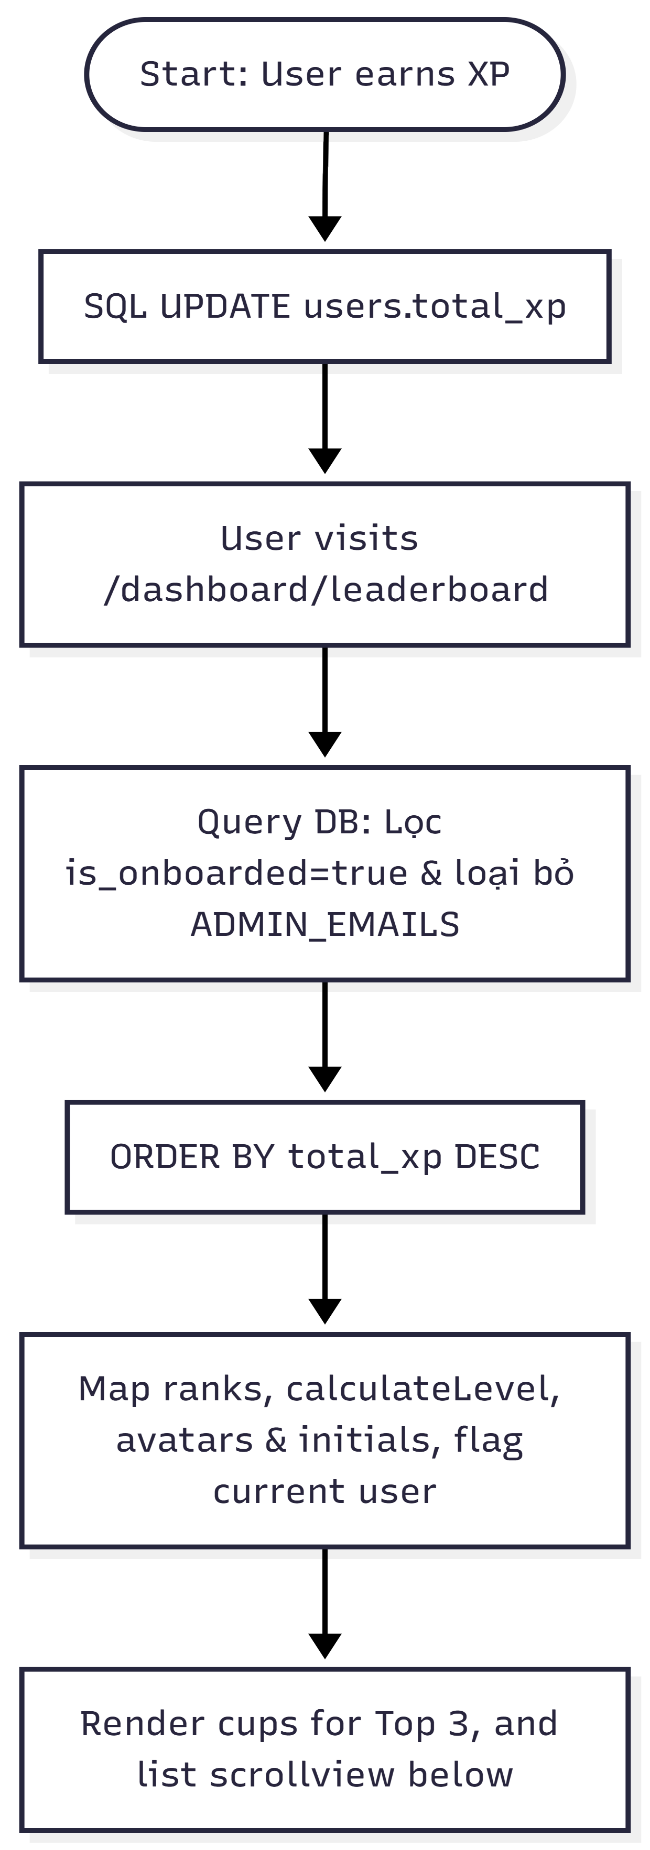 Start: User earns XP
SQL UPDATE users.total_xp
User visits
/dashboard/leaderboard
Query DB: Lọc
is_onboarded=true & loại bỏ
ADMIN_EMAILS
ORDER BY total_xp DESC
Map ranks, calculateLevel,
avatars & initials, flag
current user
Render cups for Top 3, and
list scrollview below